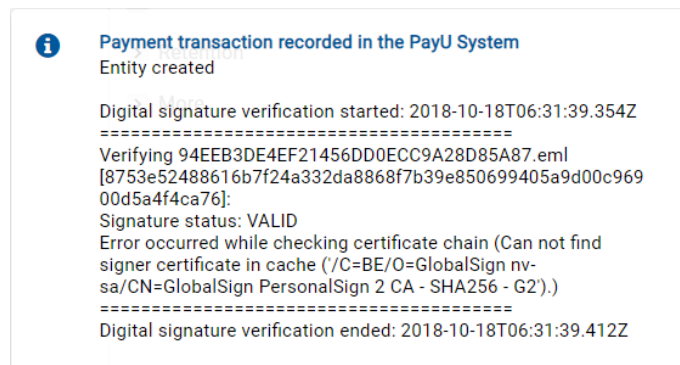 Payment transaction recorded in the PayU System
> Retention
Entity created
> More
Digital signature verification started: 2018-10-18T06:31:39.354Z
========================================
Verifying 94EEB3DE4EF21456DD0ECC9A28D85A87.eml
[8753e52488616b7f24a332da8868f7b39e850699405a9d00c969
00d5a4f4ca76]:
Signature status: VALID
Error occurred while checking certificate chain (Can not find
signer certificate in cache ('/C=BE/O=GlobalSign nv-
sa/CN=GlobalSign PersonalSign 2 CA - SHA256 - G2').)
========================================
Digital signature verification ended: 2018-10-18T06:31:39.412Z